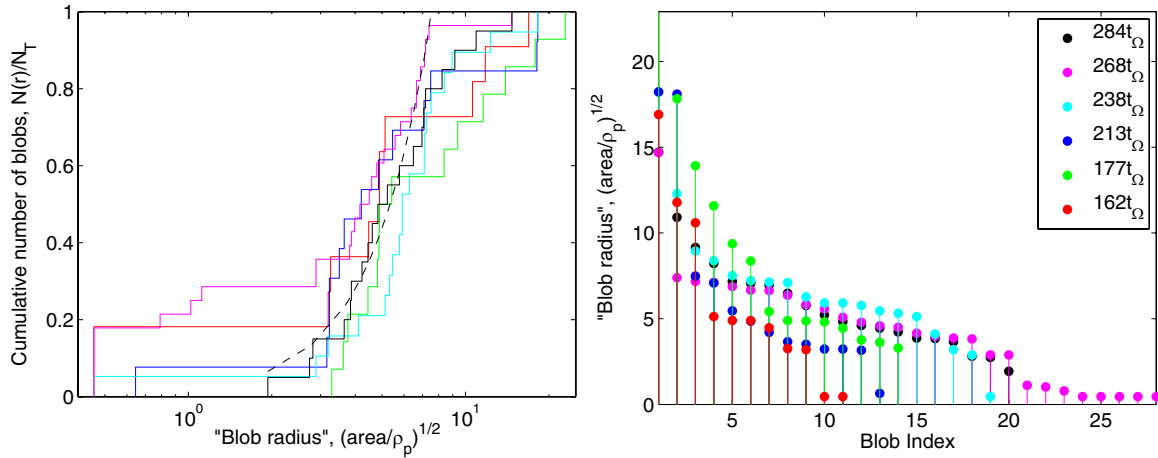 Cumulative number of blobs, N(r)/N_T
1
0.8
0.6
0.4
0.2
0
10^0
10^1
"Blob radius", (area/ρ_p)^1/2
"Blob radius", (area/ρ_p)^1/2
20
15
10
5
0
5
10
15
20
25
Blob Index
284t_Ω
268t_Ω
238t_Ω
213t_Ω
177t_Ω
162t_Ω